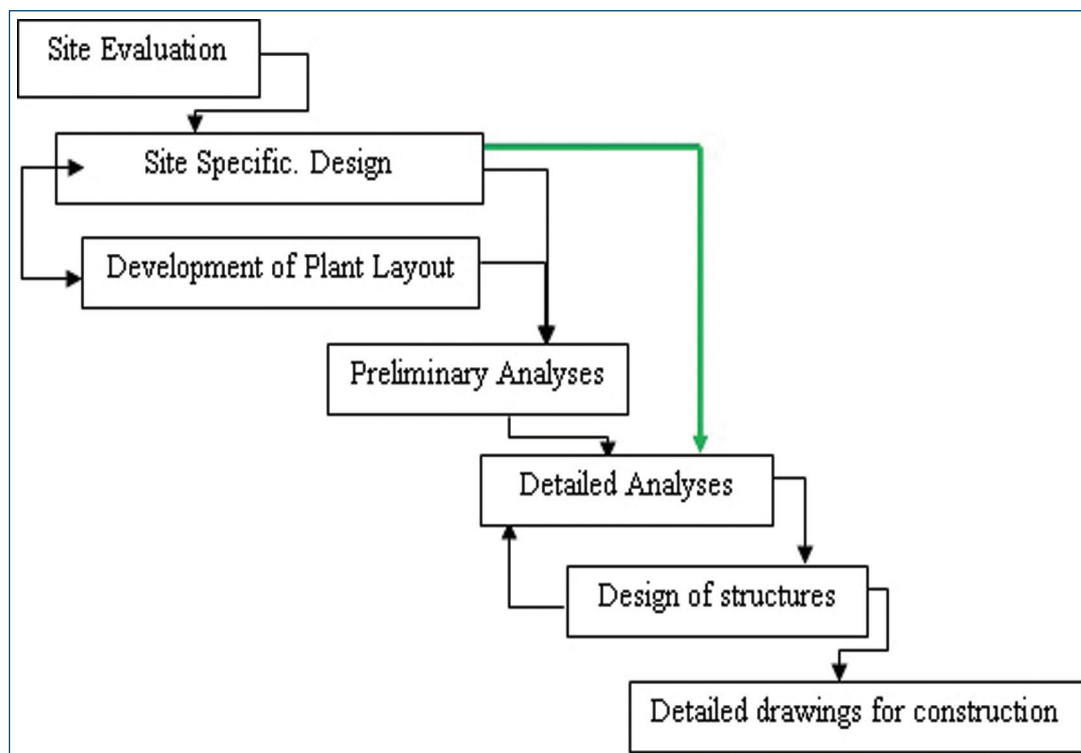 Site Evaluation
Site Specific. Design
Development of Plant Layout
Preliminary Analyses
Detailed Analyses
Design of structures
Detailed drawings for construction